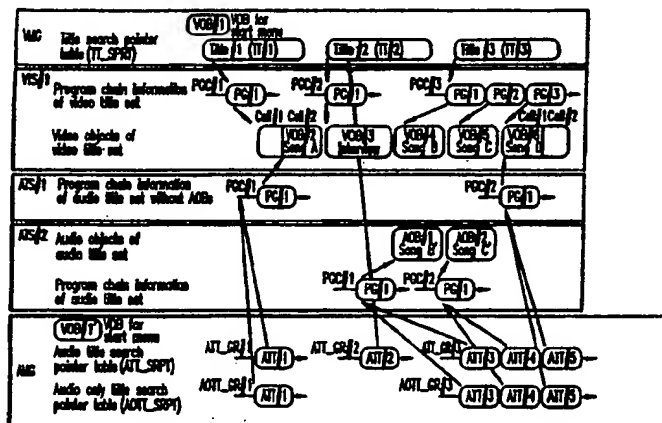 VOB#1 VOB for
start menu
VMG Title search pointer
table (TT_SPRT) Title #1 (TT#1) Title #2 (TT#2) Title #3 (TT#3)
VTS#1 Program chain information
of video title set PGC#1 PG#1 PGC#2 PG#1 PGC#3 PG#1 PG#2 PG#3
Cell#1 Cell#2 Cell#1 Cell#2
Video objects of
video title set VOB#2 Song A VOB#3 Interview VOB#4 Song B VOB#5 Song C VOB#6 Song D
ATS#1 Program chain information
of audio title set without AOBs PGC#1 PG#1 PGC#2 PG#1
ATS#2 Audio objects of
audio title set AOB#1 Song B AOB#2 Song C
Program chain information
of audio title set PGC#1 PG#1 PGC#2 PG#1
VOB#1 VOB for
start menu
AMG Audio title search
pointer table (ATT_SRPT) ATT_GR#1 ATT#1 ATT_GR#2 ATT#2 ATT_GR#3 ATT#3 ATT#4 ATT#5
Audio only title search
pointer table (AOTT_SRPT) AOTT_GR#1 ATT#1 AOTT_GR#3 ATT#3 ATT#4 ATT#5